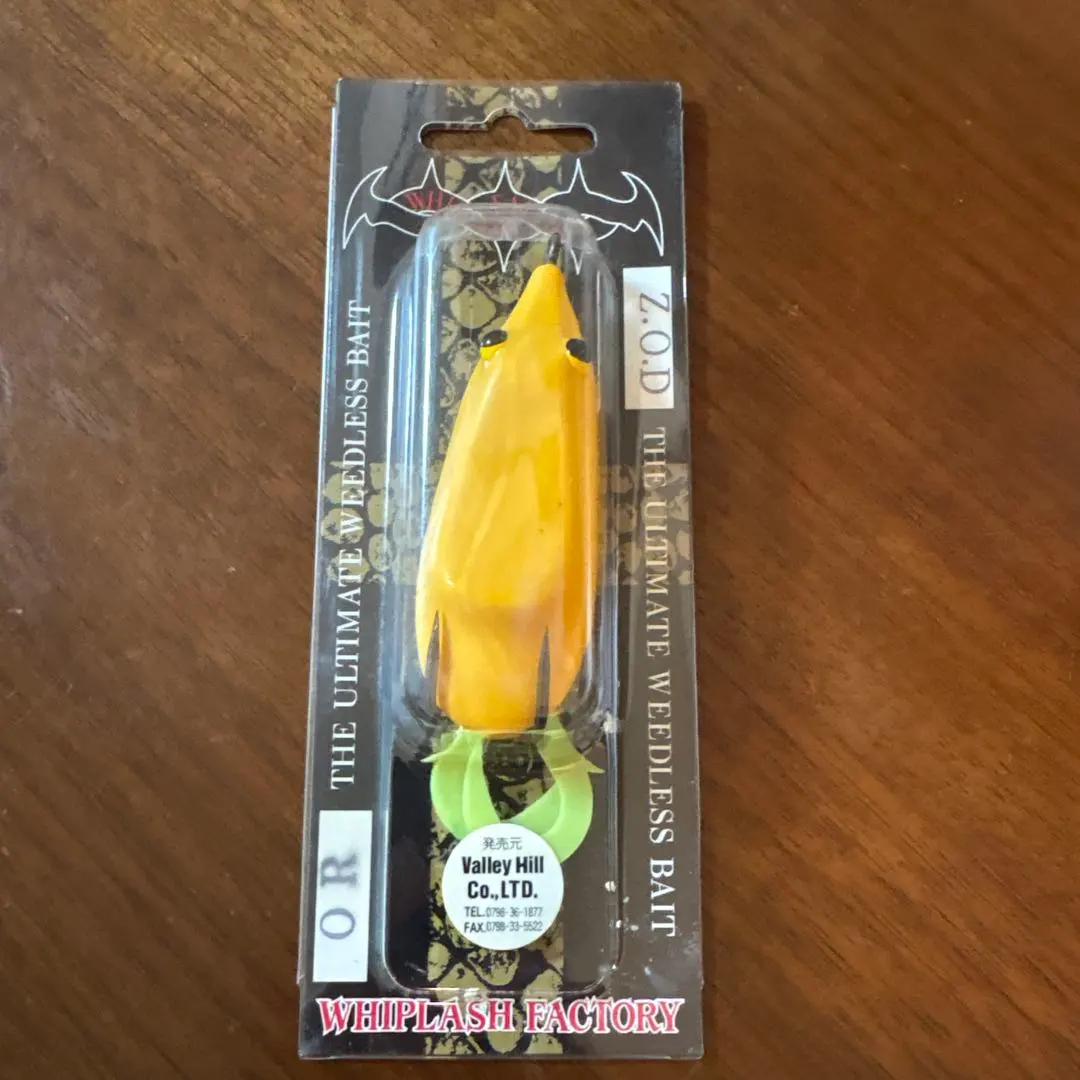 Z.O.D
THE ULTIMATE WEEDLESS BAIT
THE ULTIMATE WEEDLESS BAIT
O R
発売元
Valley Hill
Co.,LTD.
TEL.0798-36-1877
FAX.0798-33-5522
WHIPLASH FACTORY